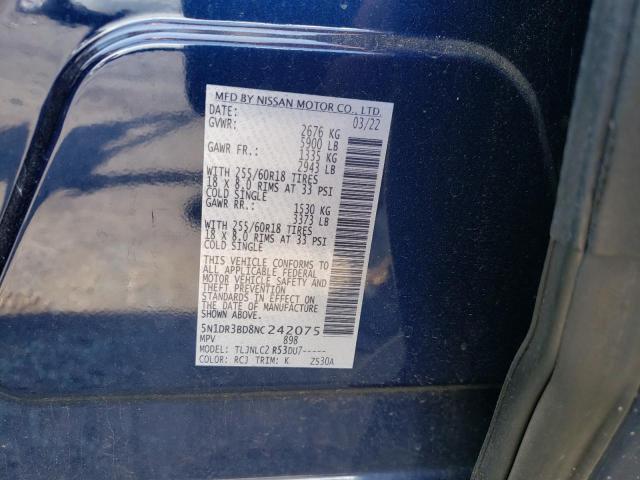 MFD BY NISSAN MOTOR CO., LTD.
DATE: 03/22
GVWR: 2676 KG
5900 LB
GAWR FR.: 1335 KG
2943 LB
WITH 255/60R18 TIRES
18 X 8.0 RIMS AT 33 PSI
COLD SINGLE
GAWR RR.: 1530 KG
3373 LB
WITH 255/60R18 TIRES
18 X 8.0 RIMS AT 33 PSI
COLD SINGLE
THIS VEHICLE CONFORMS TO
ALL APPLICABLE FEDERAL
MOTOR VEHICLE SAFETY AND
THEFT PREVENTION
STANDARDS IN EFFECT ON
THE DATE OF MANUFACTURE
SHOWN ABOVE.
5N1DR3BD8NC242075
MPV 898
MODEL: TLJNLC2 R53DU7-----
COLOR: RCJ TRIM: K ZS30A